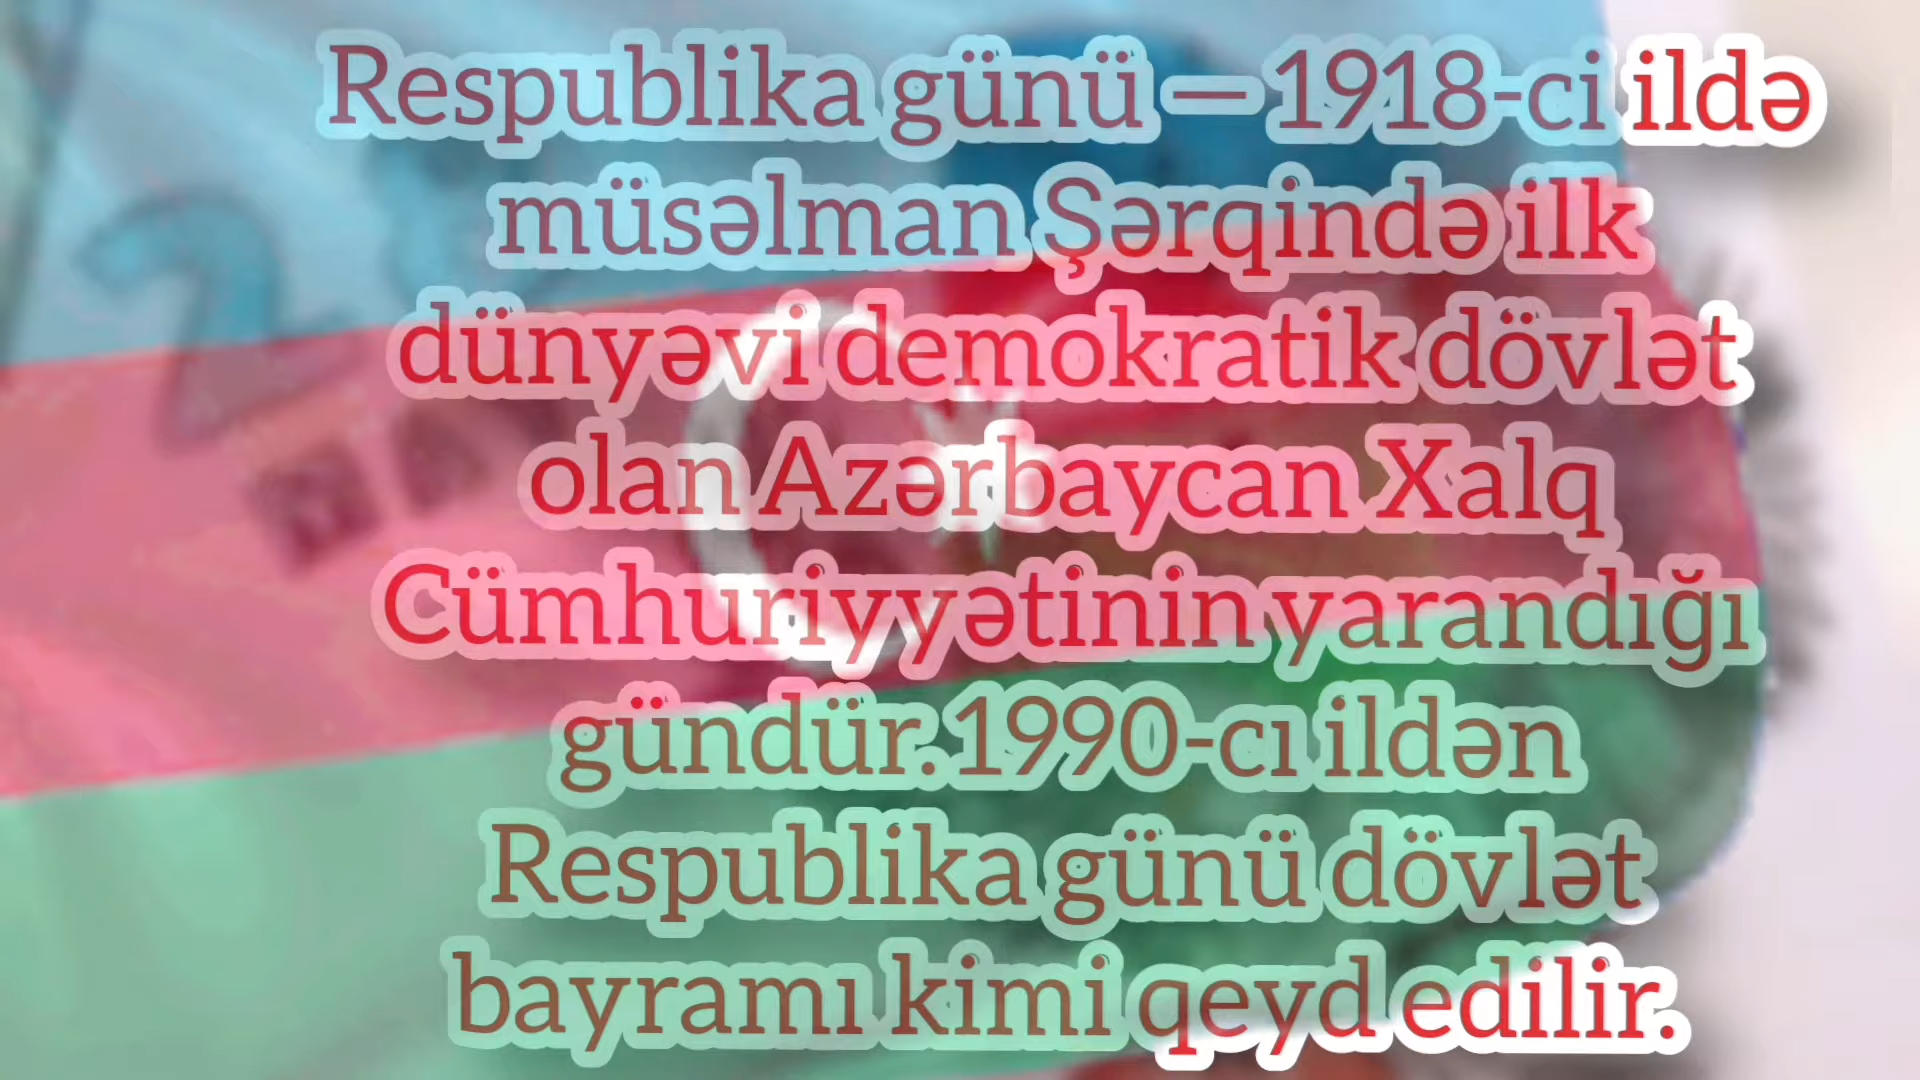 Respublika günü — 1918-ci ildə
müsəlman Şərqində ilk
dünyəvi demokratik dövlət
olan Azərbaycan Xalq
Cümhuriyyətinin yarandığı
gündür. 1990-cı ildən
Respublika günü dövlət
bayramı kimi qeyd edilir.